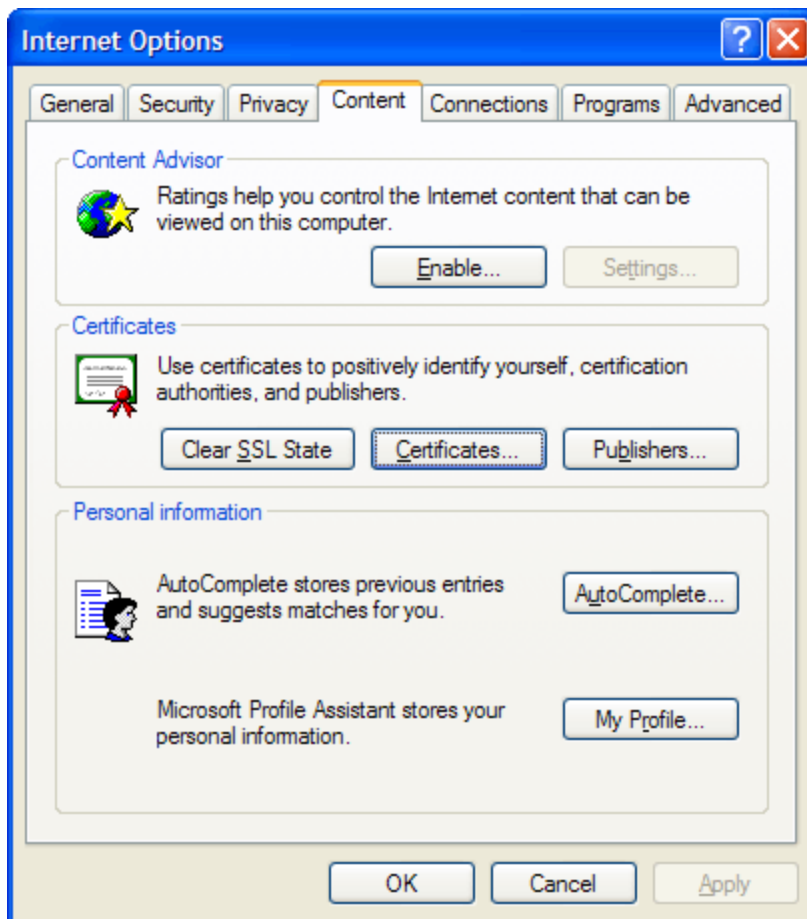 Internet Options
General Security Privacy Content Connections Programs Advanced
Content Advisor
Ratings help you control the Internet content that can be
viewed on this computer.
Enable... Settings...
Certificates
Use certificates to positively identify yourself, certification
authorities, and publishers.
Clear SSL State Certificates... Publishers...
Personal information
AutoComplete stores previous entries
and suggests matches for you.
AutoComplete...
Microsoft Profile Assistant stores your
personal information.
My Profile...
OK Cancel Apply